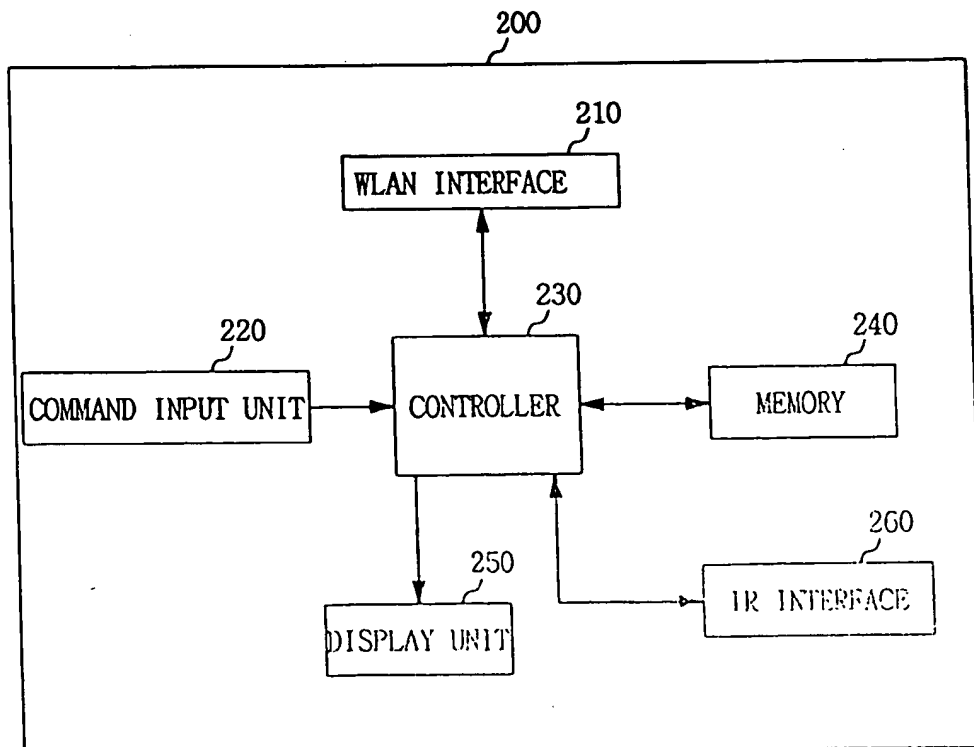 200
210
WLAN INTERFACE
230
220
240
COMMAND INPUT UNIT
CONTROLLER
MEMORY
250
260
DISPLAY UNIT
IR INTERFACE